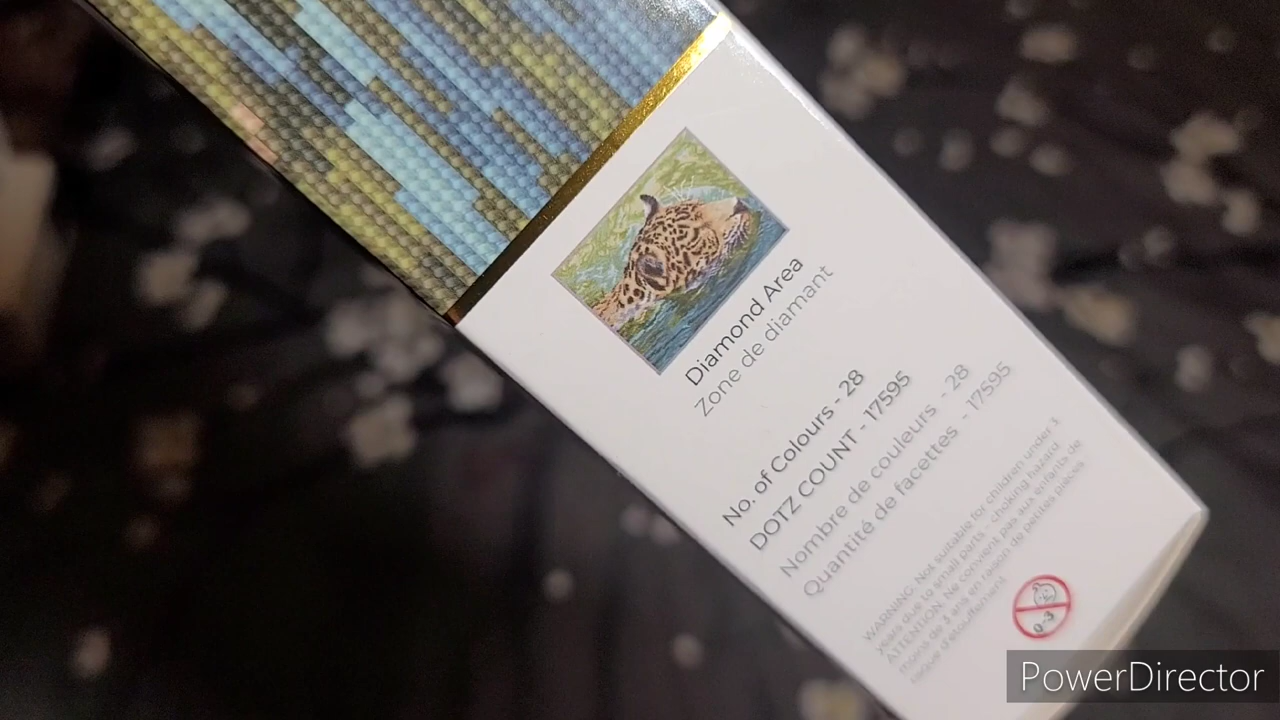 Diamond Area
Zone de diamant
No. of Colours - 28
DOTZ COUNT - 17595
Nombre de couleurs - 28
Quantité de facettes - 17595
WARNING: Not suitable for children under 3
years due to small parts - choking hazard
ATTENTION: Ne convient pas aux enfants de
moins de 3 ans en raison de petites pièces
risque d'étouffement
0-3
PowerDirector